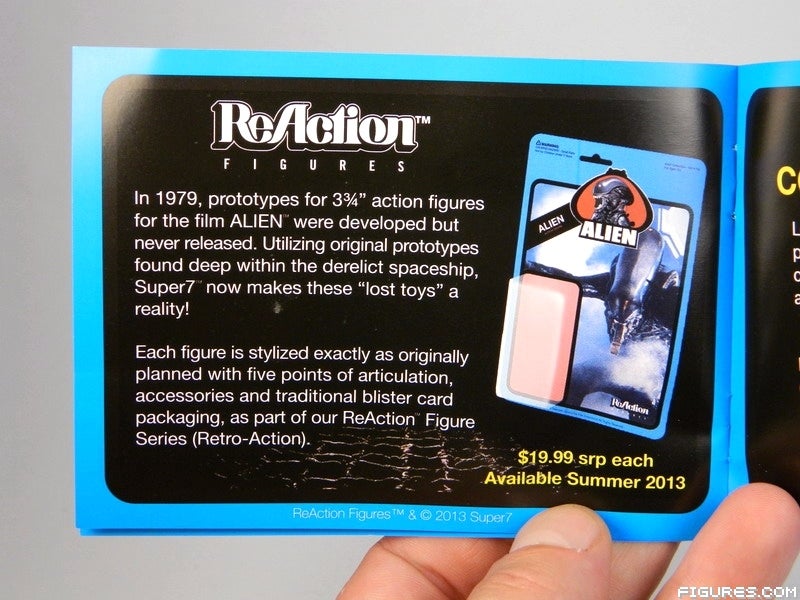 ReAction™
FIGURES
In 1979, prototypes for 3¾” action figures
for the film ALIEN™ were developed but
never released. Utilizing original prototypes
found deep within the derelict spaceship,
Super7™ now makes these “lost toys” a
reality!
Each figure is stylized exactly as originally
planned with five points of articulation,
accessories and traditional blister card
packaging, as part of our ReAction™ Figure
Series (Retro-Action).
WARNING
ALIEN
ALIEN
ReAction
$19.99 srp each
Available Summer 2013
ReAction Figures™ & © 2013 Super7
FIGURES.COM